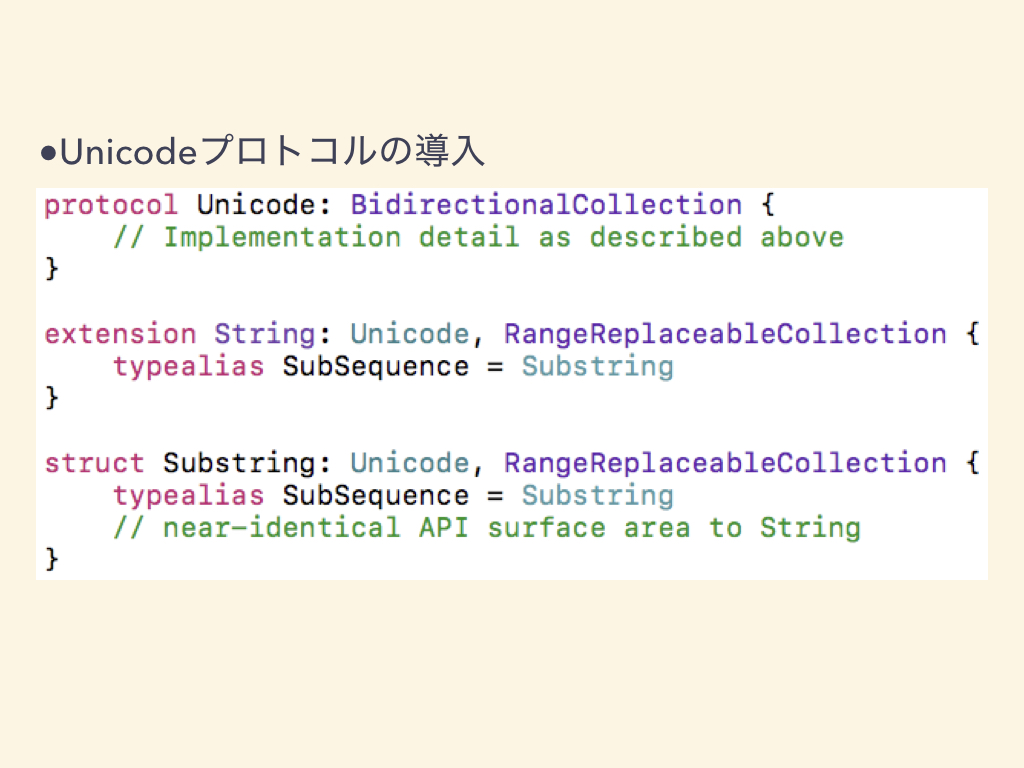 ●Unicodeプロトコルの導入
protocol Unicode: BidirectionalCollection {
    // Implementation detail as described above
}
extension String: Unicode, RangeReplaceableCollection {
    typealias SubSequence = Substring
}
struct Substring: Unicode, RangeReplaceableCollection {
    typealias SubSequence = Substring
    // near-identical API surface area to String
}